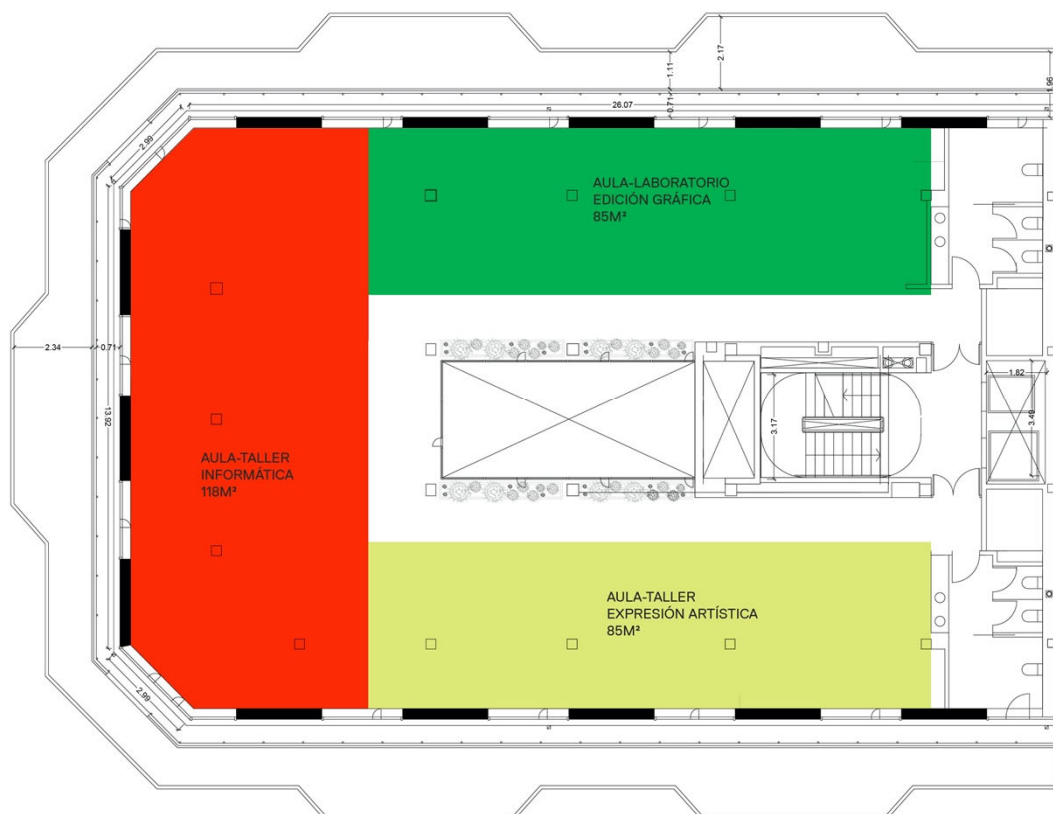 2.17
1.11
1.96
0.71
26.07
2.99
AULA-LABORATORIO
EDICIÓN GRÁFICA
85M²
2.34
0.71
13.92
1.82
3.49
3.17
AULA-TALLER
INFORMÁTICA
118M²
AULA-TALLER
EXPRESIÓN ARTÍSTICA
85M²
2.99